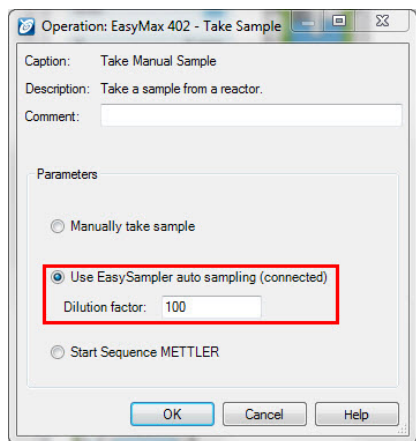 Operation: EasyMax 402 - Take Sample
Caption: Take Manual Sample
Description: Take a sample from a reactor.
Comment:
Parameters
Manually take sample
Use EasySampler auto sampling (connected)
Dilution factor: 100
Start Sequence METTLER
OK Cancel Help